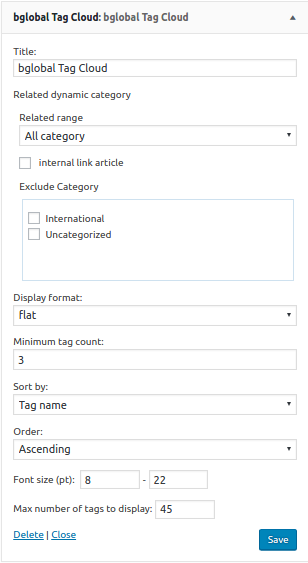 bglobal Tag Cloud: bglobal Tag Cloud
Title:
bglobal Tag Cloud
Related dynamic category
Related range
All category
internal link article
Exclude Category
International
Uncategorized
Display format:
flat
Minimum tag count:
3
Sort by:
Tag name
Order:
Ascending
Font size (pt): 8 - 22
Max number of tags to display: 45
Delete | Close Save